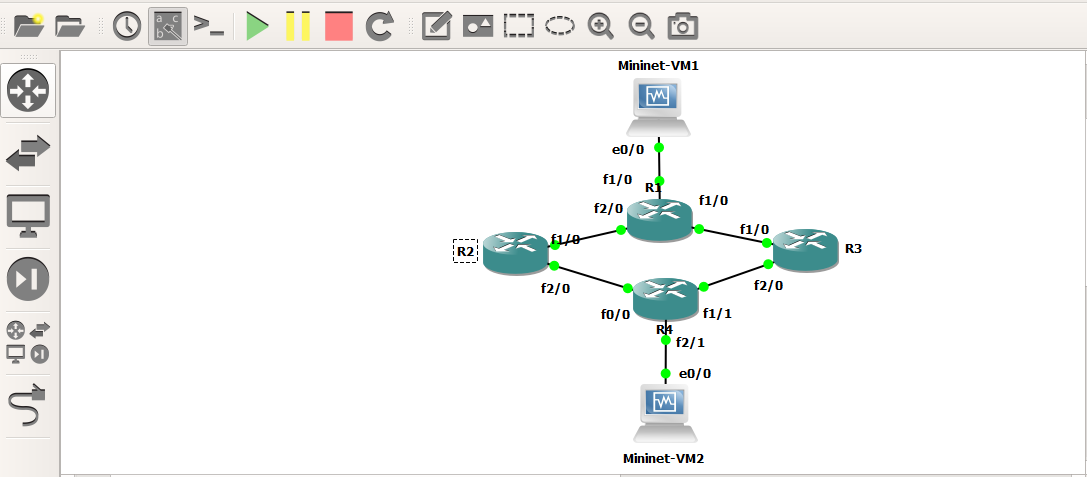 Mininet-VM1
e0/0
f1/0
R1
f1/0
f2/0
f1/0
f1/0
R2
R3
f2/0
f2/0
f0/0
f1/1
R4
f2/1
e0/0
Mininet-VM2